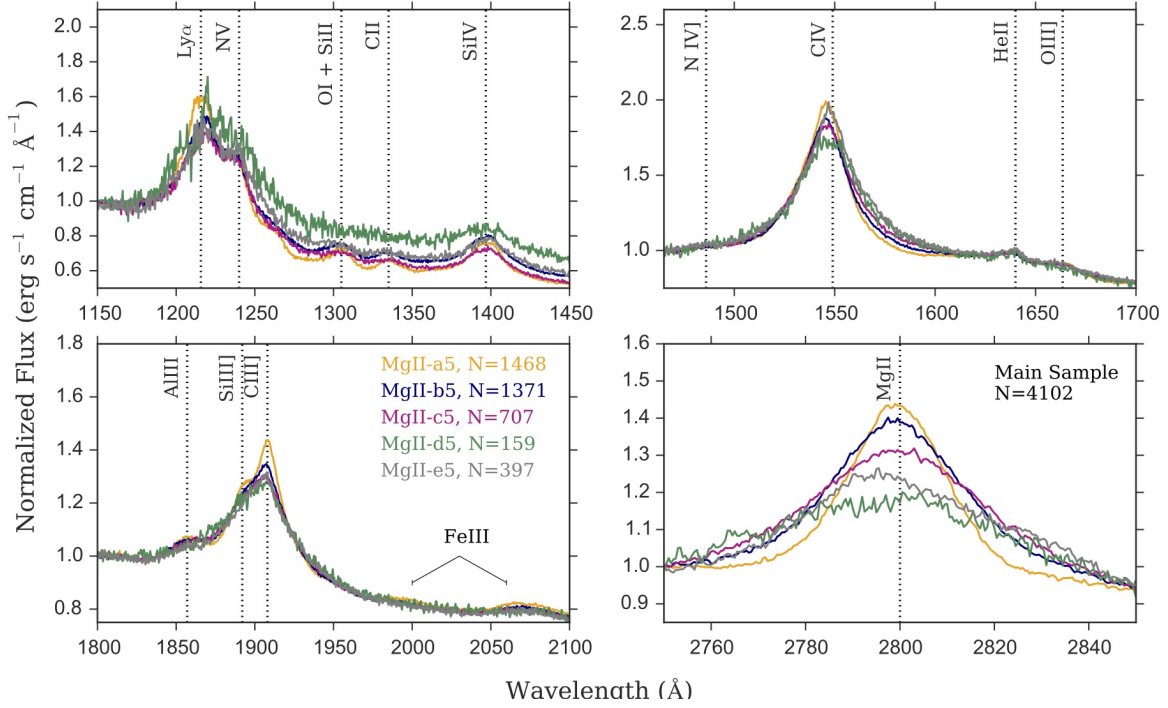 Normalized Flux (erg s⁻¹ cm⁻¹ Å⁻¹)
2.0
1.8
1.6
1.4
1.2
1.0
0.8
0.6
Lyα
NV
OI + SiII
CII
SiIV
1150 1200 1250 1300 1350 1400 1450
2.5
2.0
1.5
1.0
N IV]
CIV
HeII
OIII]
1500 1550 1600 1650 1700
1.8
1.6
1.4
1.2
1.0
0.8
AlIII
SiIII]
CIII]
MgII-a5, N=1468
MgII-b5, N=1371
MgII-c5, N=707
MgII-d5, N=159
MgII-e5, N=397
FeIII
1800 1850 1900 1950 2000 2050 2100
1.6
1.5
1.4
1.3
1.2
1.1
1.0
0.9
MgII
Main Sample
N=4102
2760 2780 2800 2820 2840
Wavelength (Å)